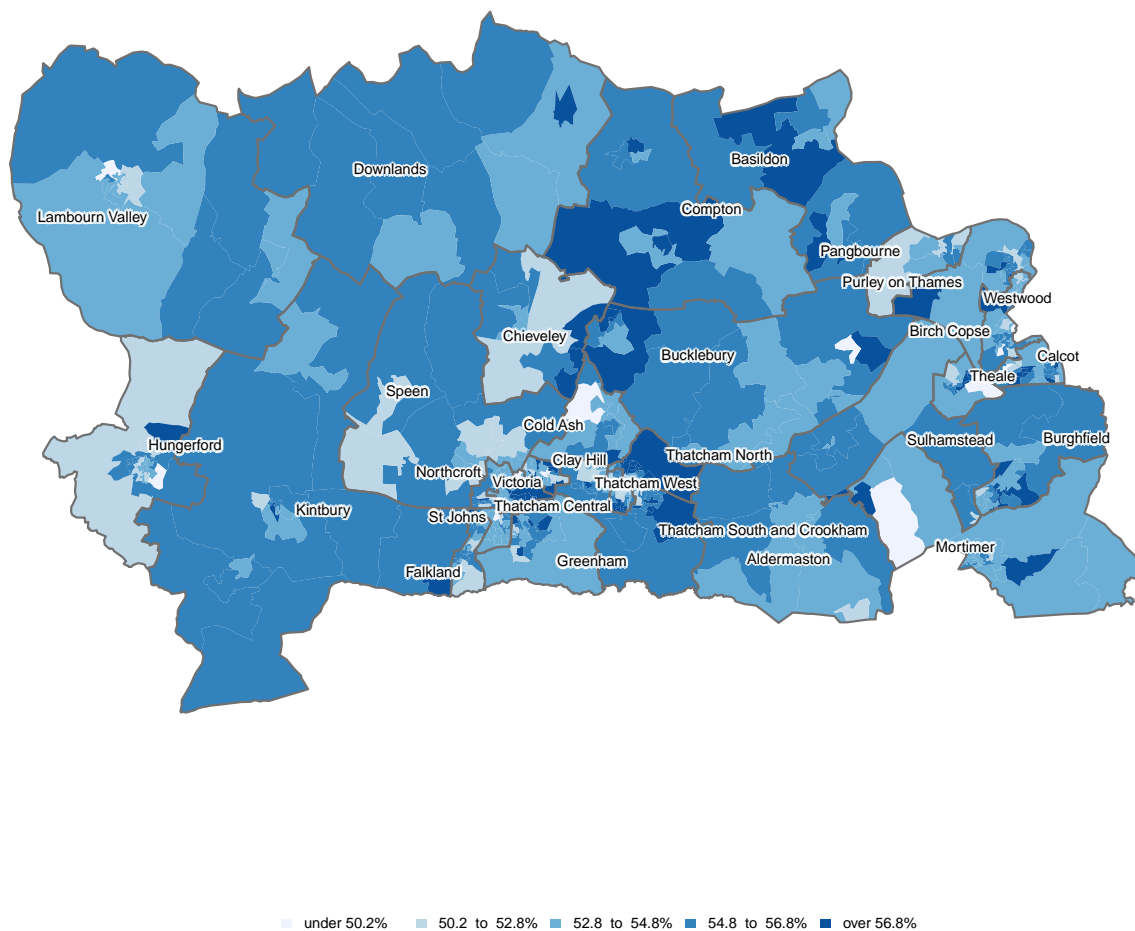 Downlands
Basildon
Lambourn Valley
Compton
Pangbourne
Purley on Thames
Westwood
Birch Copse
Chieveley
Bucklebury
Calcot
Theale
Speen
Cold Ash
Hungerford
Sulhamstead
Burghfield
Thatcham North
Clay Hill
Northcroft
Victoria
Thatcham West
Thatcham Central
Kintbury
St Johns
Thatcham South and Crookham
Mortimer
Greenham
Aldermaston
Falkland
under 50.2%
50.2 to 52.8%
52.8 to 54.8%
54.8 to 56.8%
over 56.8%